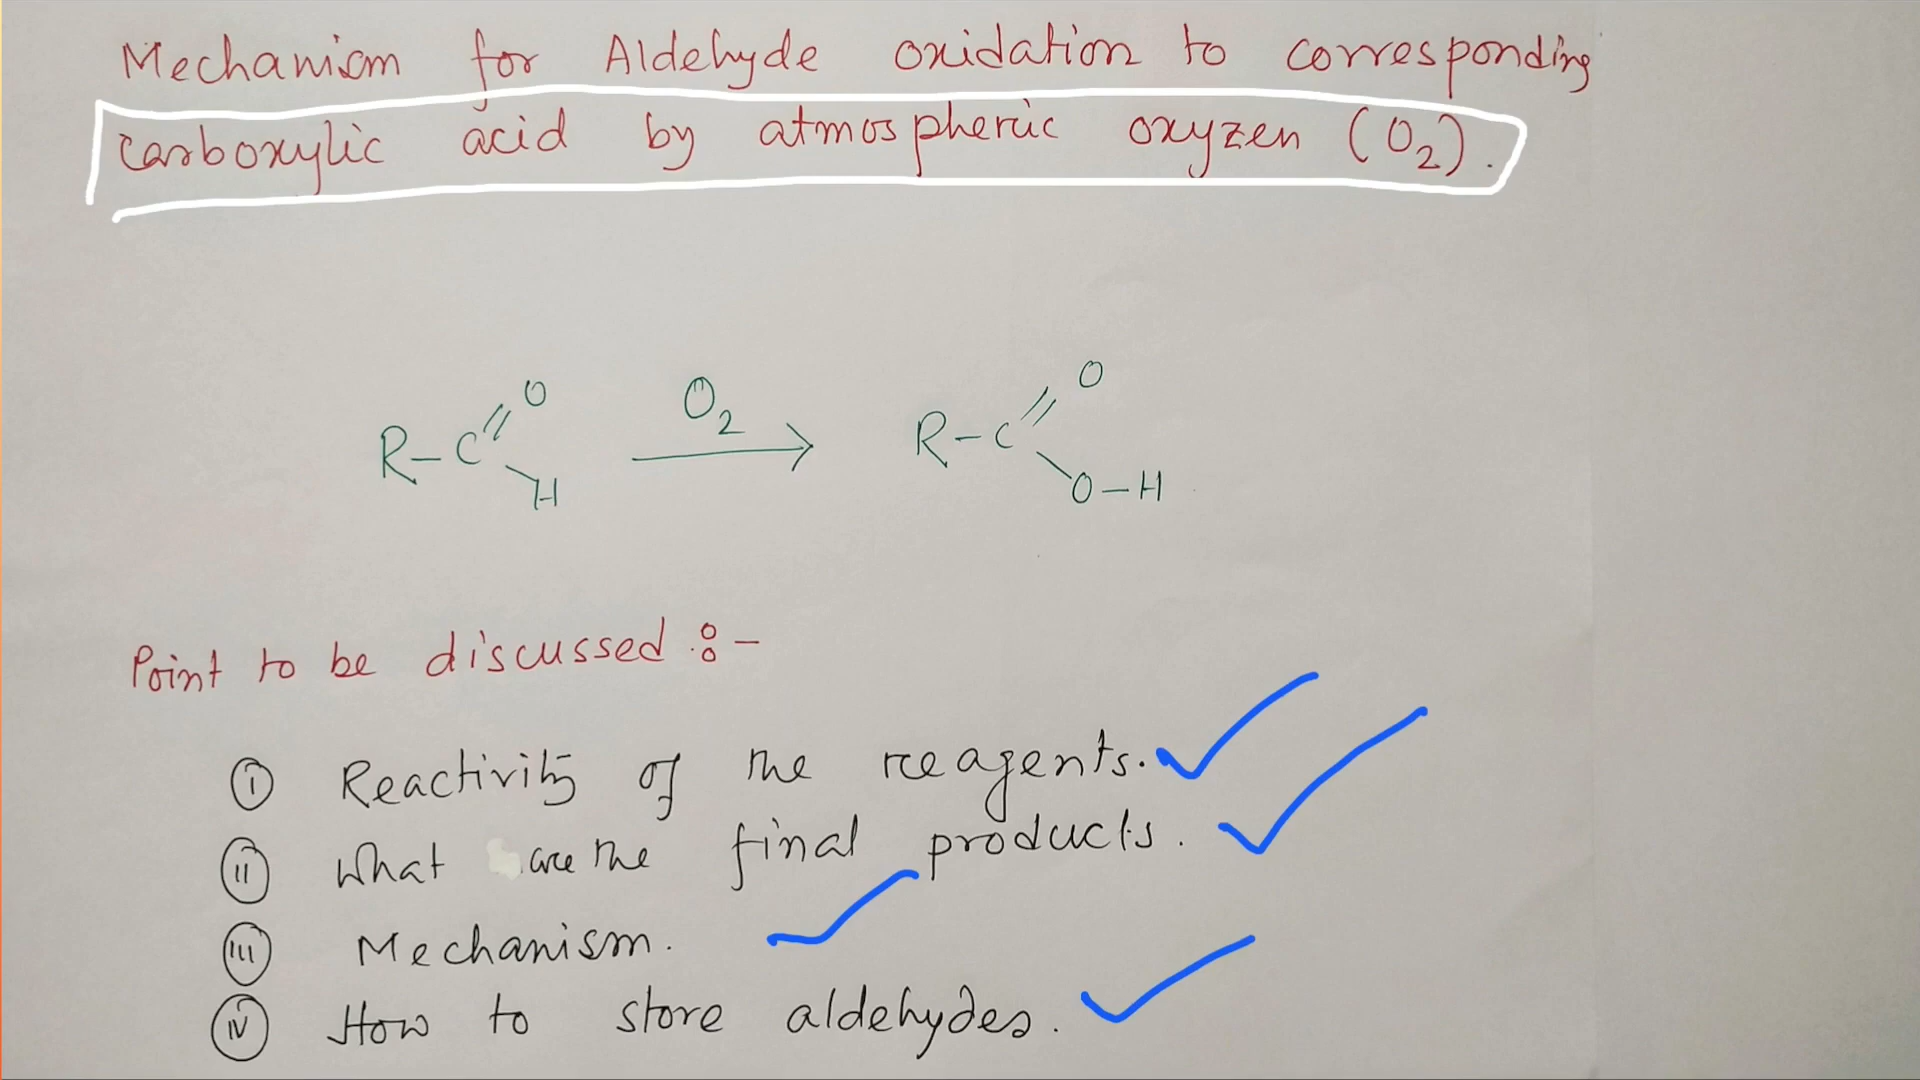 Mechanism for Aldehyde oxidation to corresponding
carboxylic acid by atmospheric oxyzen (O2).
R-C=O H O2 → R-C=O O-H
Point to be discussed :-
(i) Reactivity of the reagents.
(ii) What are the final products.
(iii) Mechanism.
(iv) How to store aldehydes.